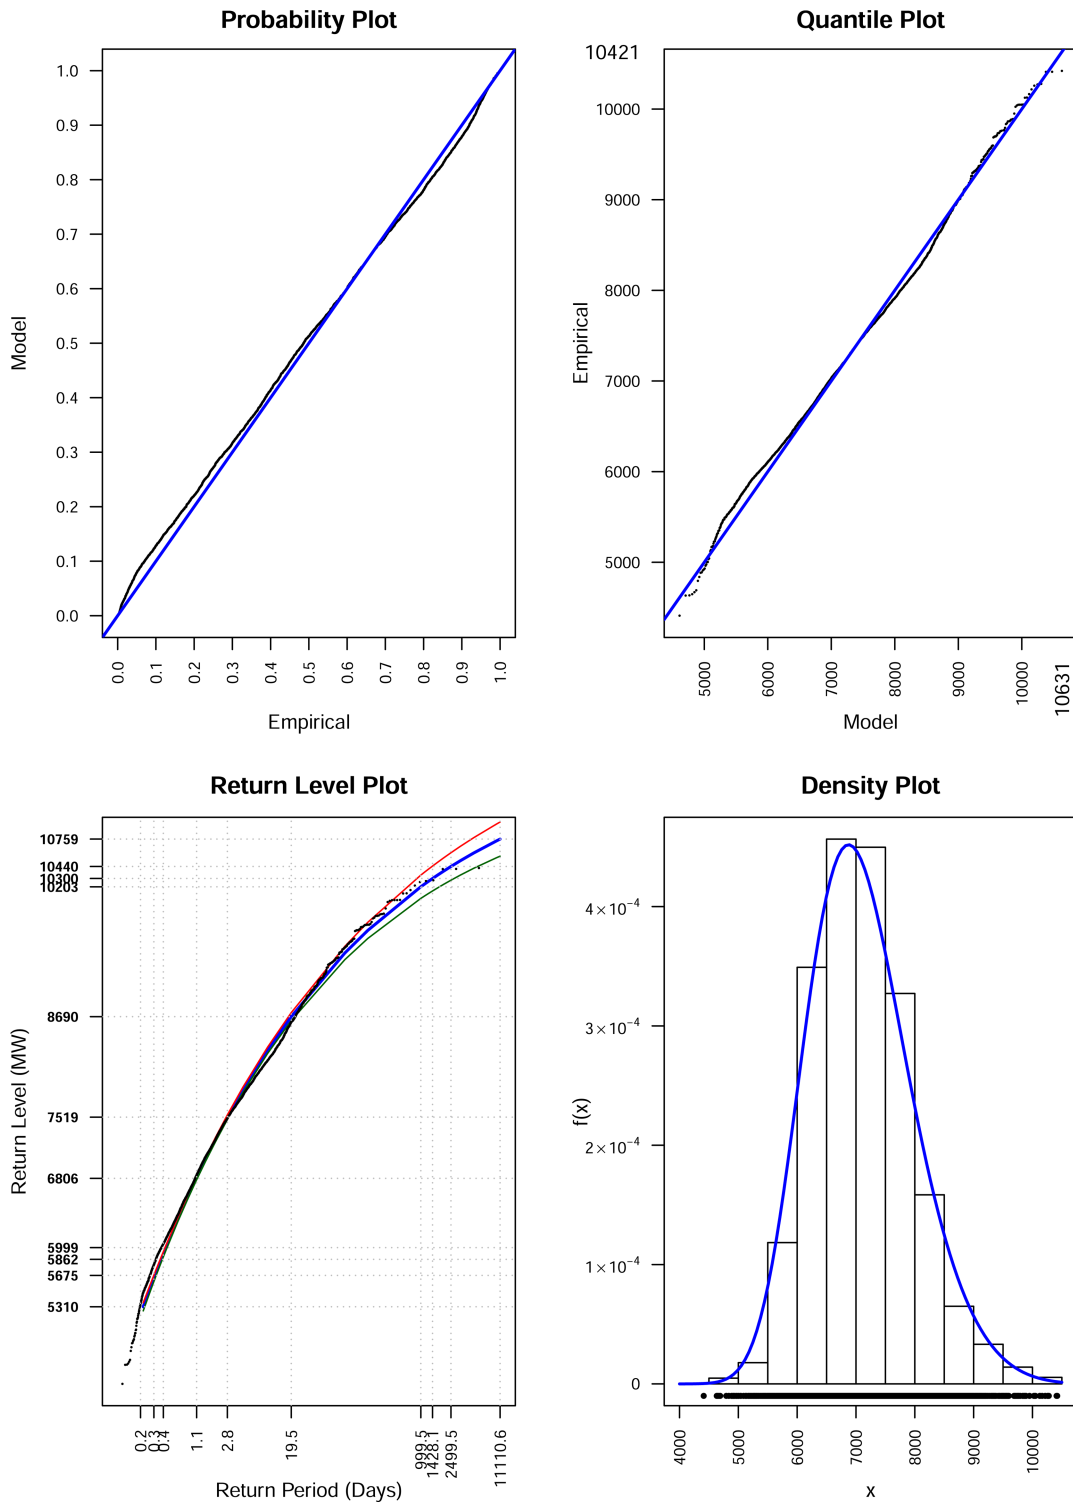 Probability Plot
1.0
0.9
0.8
0.7
0.6
0.5
0.4
0.3
0.2
0.1
0.0
Model
0.0 0.1 0.2 0.3 0.4 0.5 0.6 0.7 0.8 0.9 1.0
Empirical
Quantile Plot
10421
10000
9000
8000
7000
6000
5000
Empirical
5000 6000 7000 8000 9000 10000 10631
Model
Return Level Plot
10759
10440
10300
10203
8690
7519
6806
5999
5862
5675
5310
Return Level (MW)
0.2 0.3 0.4 1.1 2.8 19.5 999.5 1428.1 2499.5 11110.6
Return Period (Days)
Density Plot
4×10⁻⁴
3×10⁻⁴
2×10⁻⁴
1×10⁻⁴
0
f(x)
4000 5000 6000 7000 8000 9000 10000
x